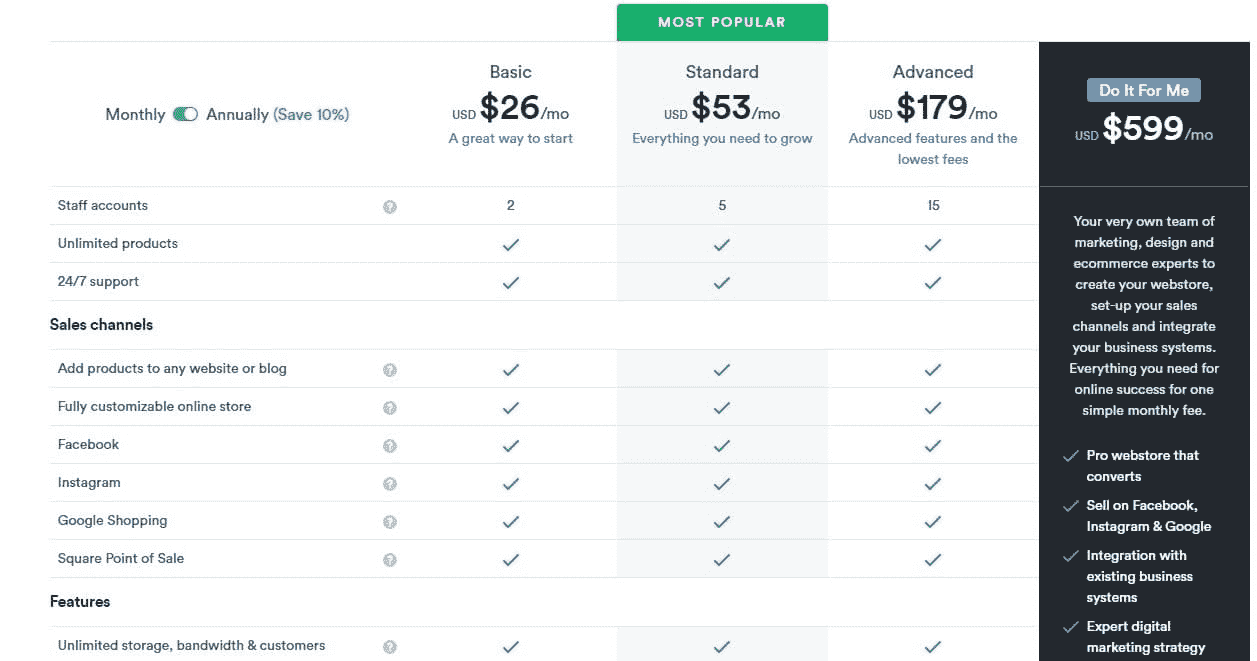 MOST POPULAR
Monthly Annually (Save 10%)
Basic
USD $26/mo
A great way to start
Standard
USD $53/mo
Everything you need to grow
Advanced
USD $179/mo
Advanced features and the
lowest fees
Do It For Me
USD $599/mo
Staff accounts ? 2 5 15
Unlimited products
24/7 support
Sales channels
Add products to any website or blog ?
Fully customizable online store ?
Facebook ?
Instagram ?
Google Shopping ?
Square Point of Sale ?
Features
Unlimited storage, bandwidth & customers ?
Your very own team of
marketing, design and
ecommerce experts to
create your webstore,
set-up your sales
channels and integrate
your business systems.
Everything you need for
online success for one
simple monthly fee.
Pro webstore that
converts
Sell on Facebook,
Instagram & Google
Integration with
existing business
systems
Expert digital
marketing strategy